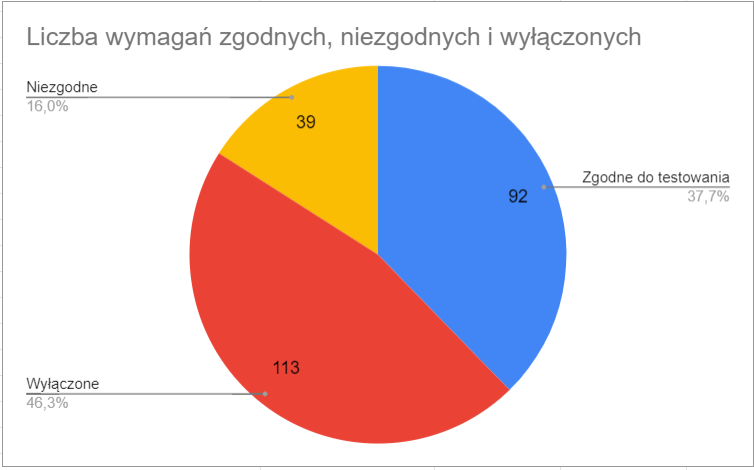 Liczba wymagań zgodnych, niezgodnych i wyłączonych
Niezgodne
16,0%
39
Zgodne do testowania
37,7%
92
113
Wyłączone
46,3%